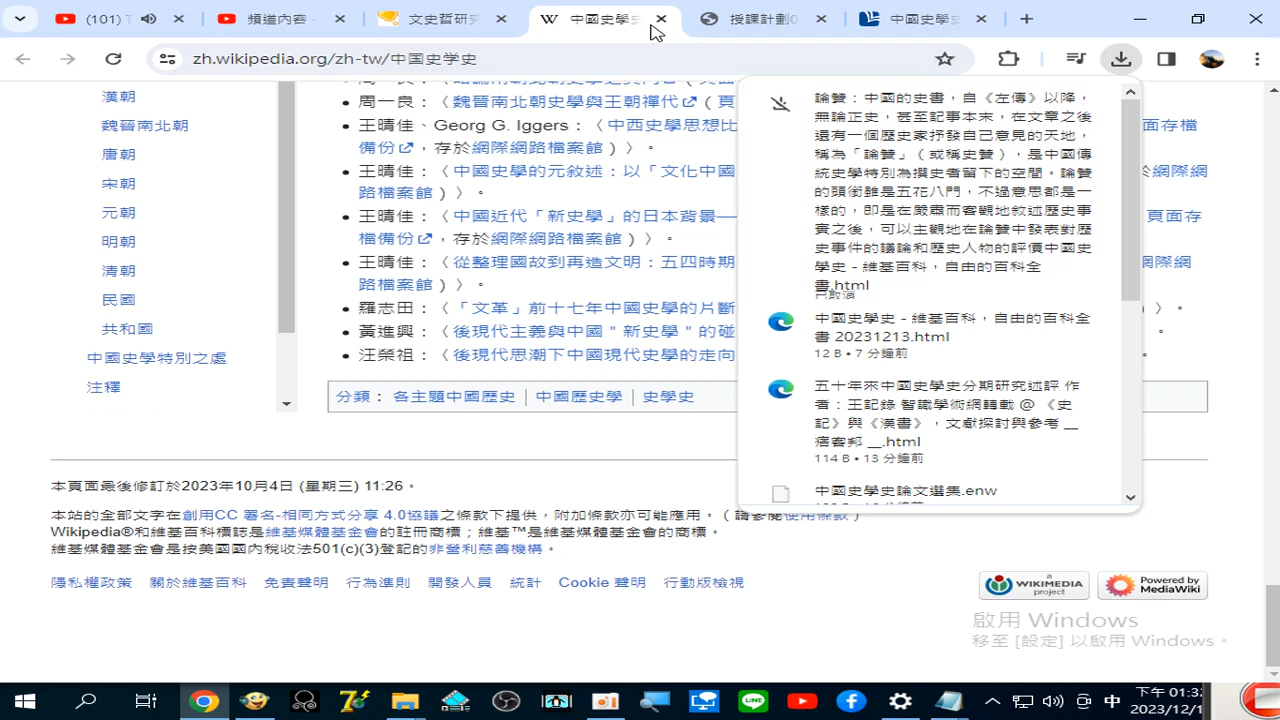 (101) T
頻道內容 -
文史哲研究
中國史學史
授課計劃0
中國史學史
zh.wikipedia.org/zh-tw/中国史学史
漢朝
魏晉南北朝
唐朝
宋朝
元朝
明朝
清朝
民國
共和國
中國史學特別之處
注釋
周一良：〈魏晉南北朝史學與王朝禪代（頁
王晴佳、Georg G. Iggers：〈中西史學思想比
備份，存於網際網路檔案館）〉。
頁面存檔
王晴佳：〈中國史學的元敘述：以「文化中國
路檔案館）〉。
網際網
王晴佳：〈中國近代「新史學」的日本背景—
檔備份，存於網際網路檔案館）〉。
頁面存
王晴佳：〈從整理國故到再造文明：五四時期
路檔案館）〉。
網際網
羅志田：〈「文革」前十七年中國史學的片斷
黃進興：〈後現代主義與中國＂新史學＂的碰
汪榮祖：〈後現代思潮下中國現代史學的走向
分類： 各主題中國歷史 | 中國歷史學 | 史學史
論贊：中國的史書，自《左傳》以降，
無論正史，甚至記事本末，在文章之後
還有一個歷史家抒發自己意見的天地，
稱為「論贊」（或稱史贊），是中國傳
統史學特別為撰史者留下的空間。論贊
的頭銜雖是五花八門，不過意思都是一
樣的，即是在嚴肅而客觀地敘述歷史事
實之後，可以主觀地在論贊中發表對歷
史事件的議論和歷史人物的評價中國史
學史 - 維基百科，自由的百科全
書.html
已取消
中國史學史 - 維基百科，自由的百科全
書 20231213.html
12 B • 7 分鐘前
五十年來中國史學史分期研究述評 作
者：王記錄 智識學術網轉載 @ 《史
記》與《漢書》，文獻探討與參考 __
痞客邦 __.html
114 B • 13 分鐘前
中國史學史論文選集.enw
本頁面最後修訂於2023年10月4日 (星期三) 11:26。
本站的全部文字在創用CC 署名-相同方式分享 4.0協議之條款下提供，附加條款亦可能應用。（請參閱使用條款）
Wikipedia®和維基百科標誌是維基媒體基金會的註冊商標；維基™是維基媒體基金會的商標。
維基媒體基金會是按美國國內稅收法501(c)(3)登記的非營利慈善機構。
隱私權政策 關於維基百科 免責聲明 行為準則 開發人員 統計 Cookie 聲明 行動版檢視
a
WIKIMEDIA
project
Powered by
MediaWiki
啟用 Windows
移至 [設定] 以啟用 Windows。
中
下午 01:32
2023/12/1